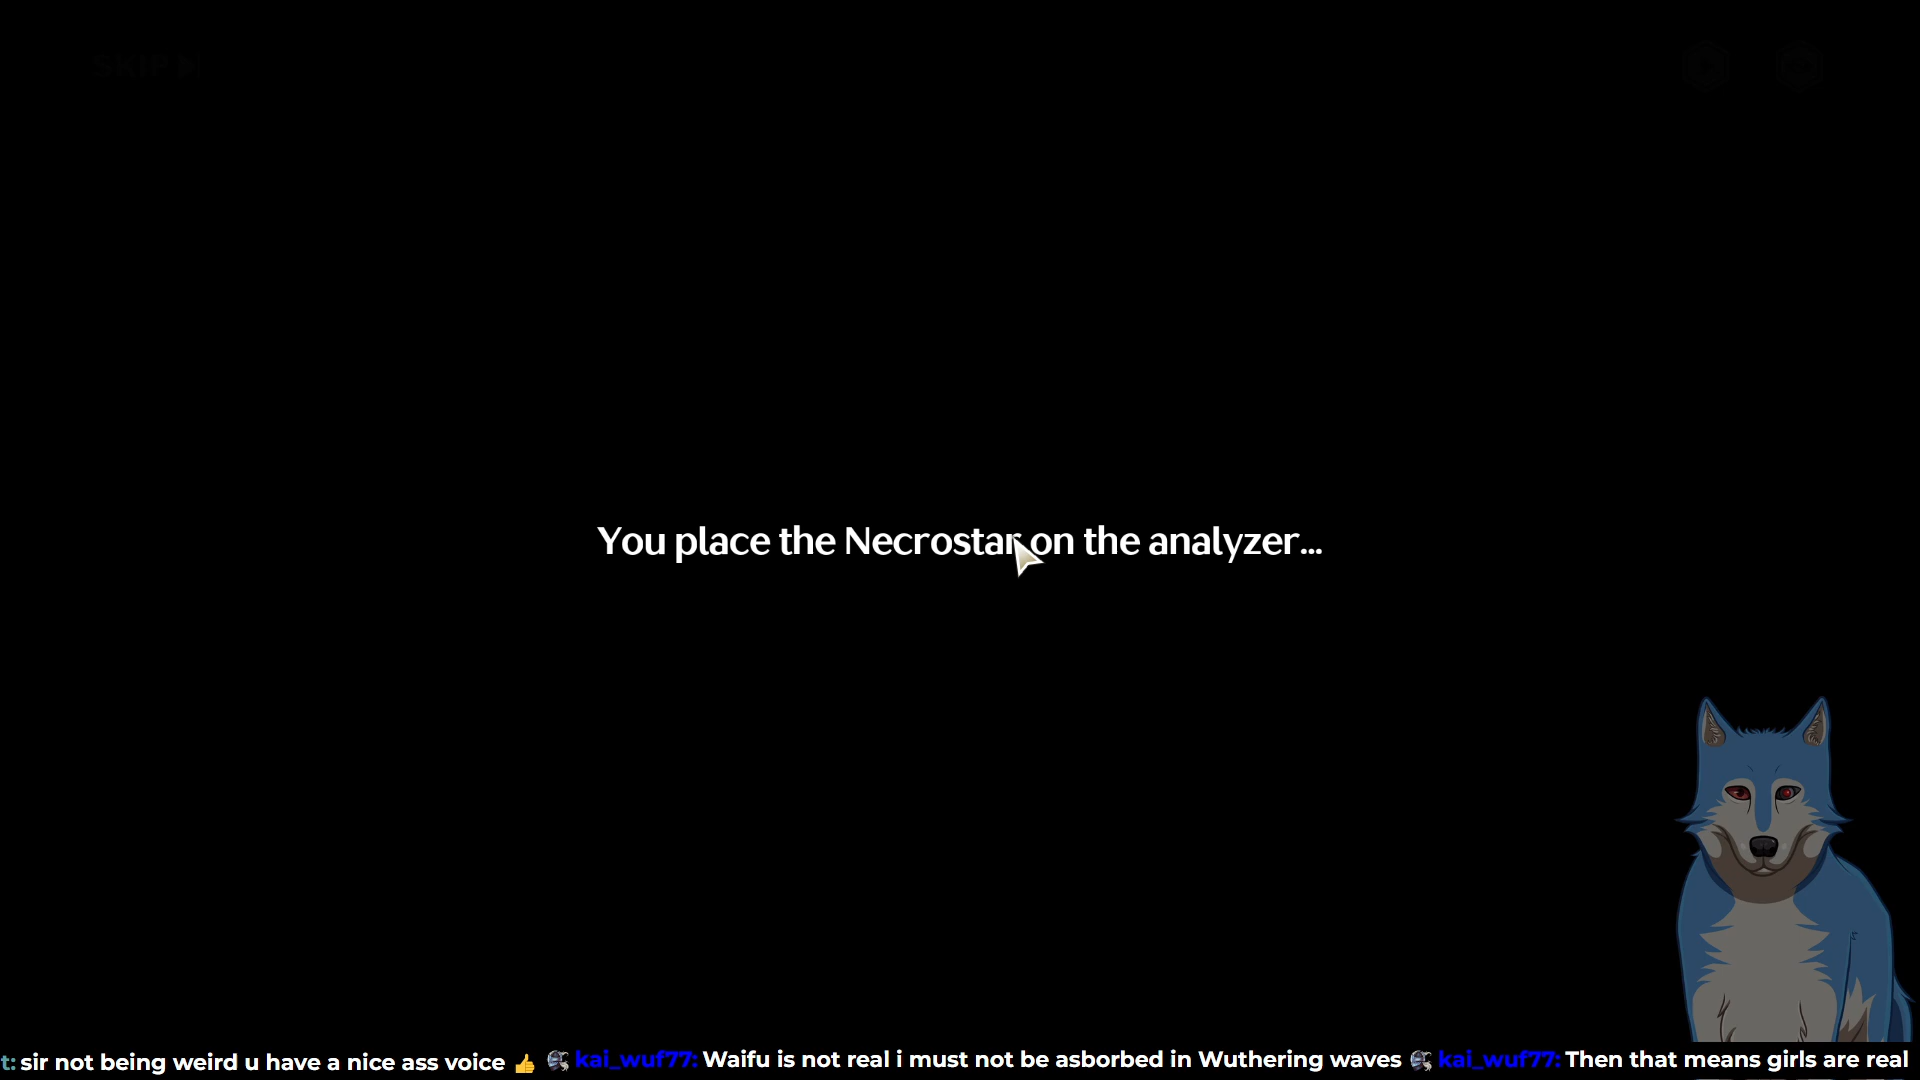 SKIP
You place the Necrostar on the analyzer...
t: sir not being weird u have a nice ass voice 👍 kai_wuf77: Waifu is not real i must not be asborbed in Wuthering waves kai_wuf77: Then that means girls are real